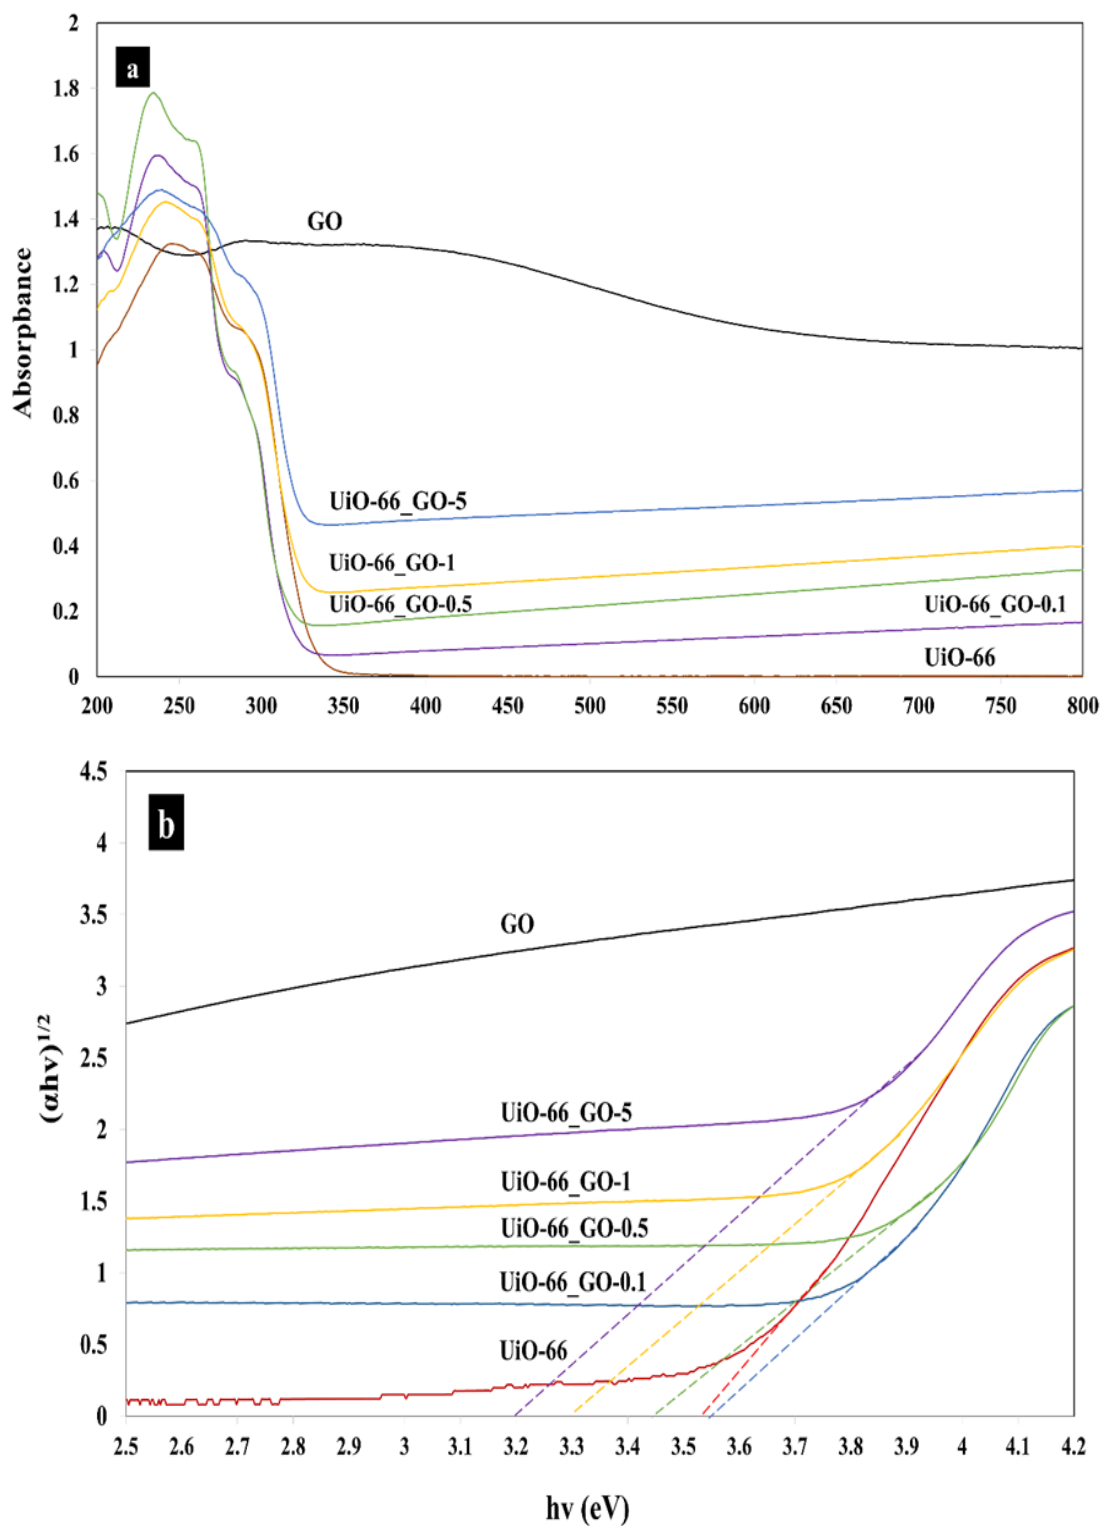 a
2
1.8
1.6
1.4
1.2
1
0.8
0.6
0.4
0.2
0
Absorpbance
GO
UiO-66_GO-5
UiO-66_GO-1
UiO-66_GO-0.5
UiO-66_GO-0.1
UiO-66
200 250 300 350 400 450 500 550 600 650 700 750 800
b
4.5
4
3.5
3
2.5
2
1.5
1
0.5
0
(αhv)1/2
GO
UiO-66_GO-5
UiO-66_GO-1
UiO-66_GO-0.5
UiO-66_GO-0.1
UiO-66
2.5 2.6 2.7 2.8 2.9 3 3.1 3.2 3.3 3.4 3.5 3.6 3.7 3.8 3.9 4 4.1 4.2
hv (eV)